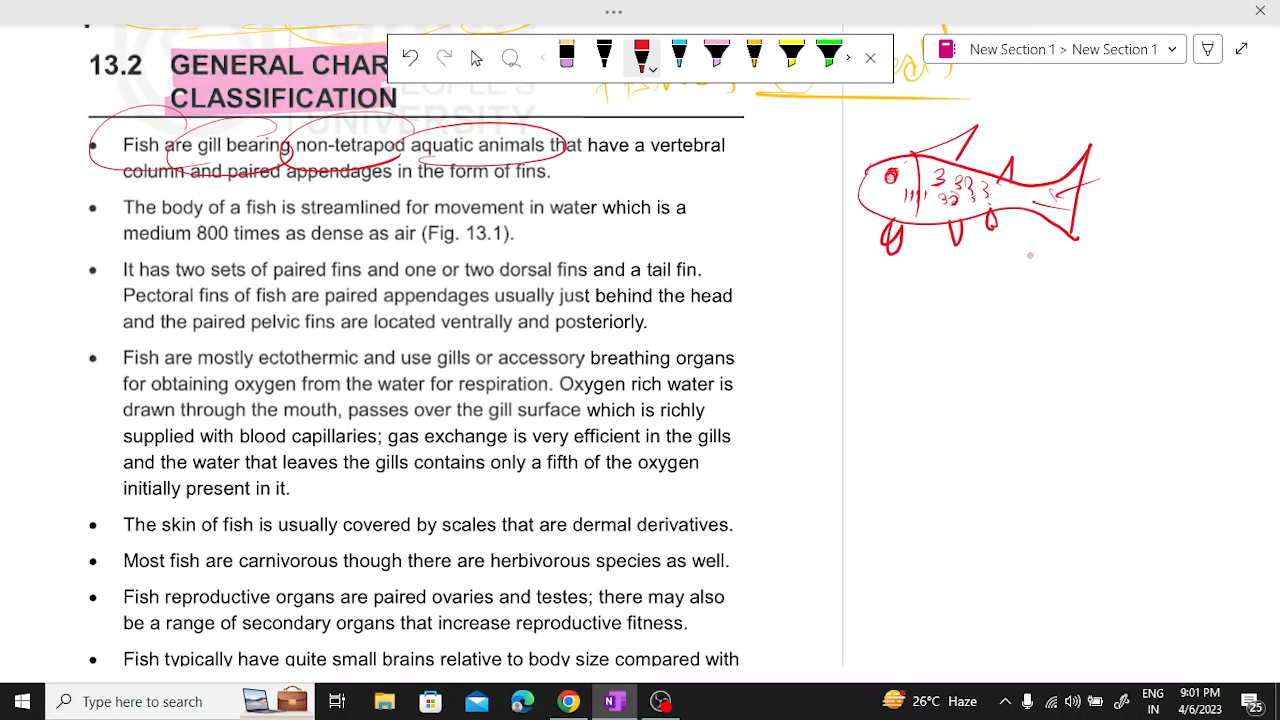 New Section 1 > New Section 1
13.2 GENERAL CHAR
CLASSIFICATION
PEOPLE'S
UNIVERSITY
• Fish are gill bearing non-tetrapod aquatic animals that have a vertebral
column and paired appendages in the form of fins.
• The body of a fish is streamlined for movement in water which is a
medium 800 times as dense as air (Fig. 13.1).
• It has two sets of paired fins and one or two dorsal fins and a tail fin.
Pectoral fins of fish are paired appendages usually just behind the head
and the paired pelvic fins are located ventrally and posteriorly.
• Fish are mostly ectothermic and use gills or accessory breathing organs
for obtaining oxygen from the water for respiration. Oxygen rich water is
drawn through the mouth, passes over the gill surface which is richly
supplied with blood capillaries; gas exchange is very efficient in the gills
and the water that leaves the gills contains only a fifth of the oxygen
initially present in it.
• The skin of fish is usually covered by scales that are dermal derivatives.
• Most fish are carnivorous though there are herbivorous species as well.
• Fish reproductive organs are paired ovaries and testes; there may also
be a range of secondary organs that increase reproductive fitness.
• Fish typically have quite small brains relative to body size compared with
Type here to search
26°C Haze
ENG
IN
9:01 PM
4/6/2023
25